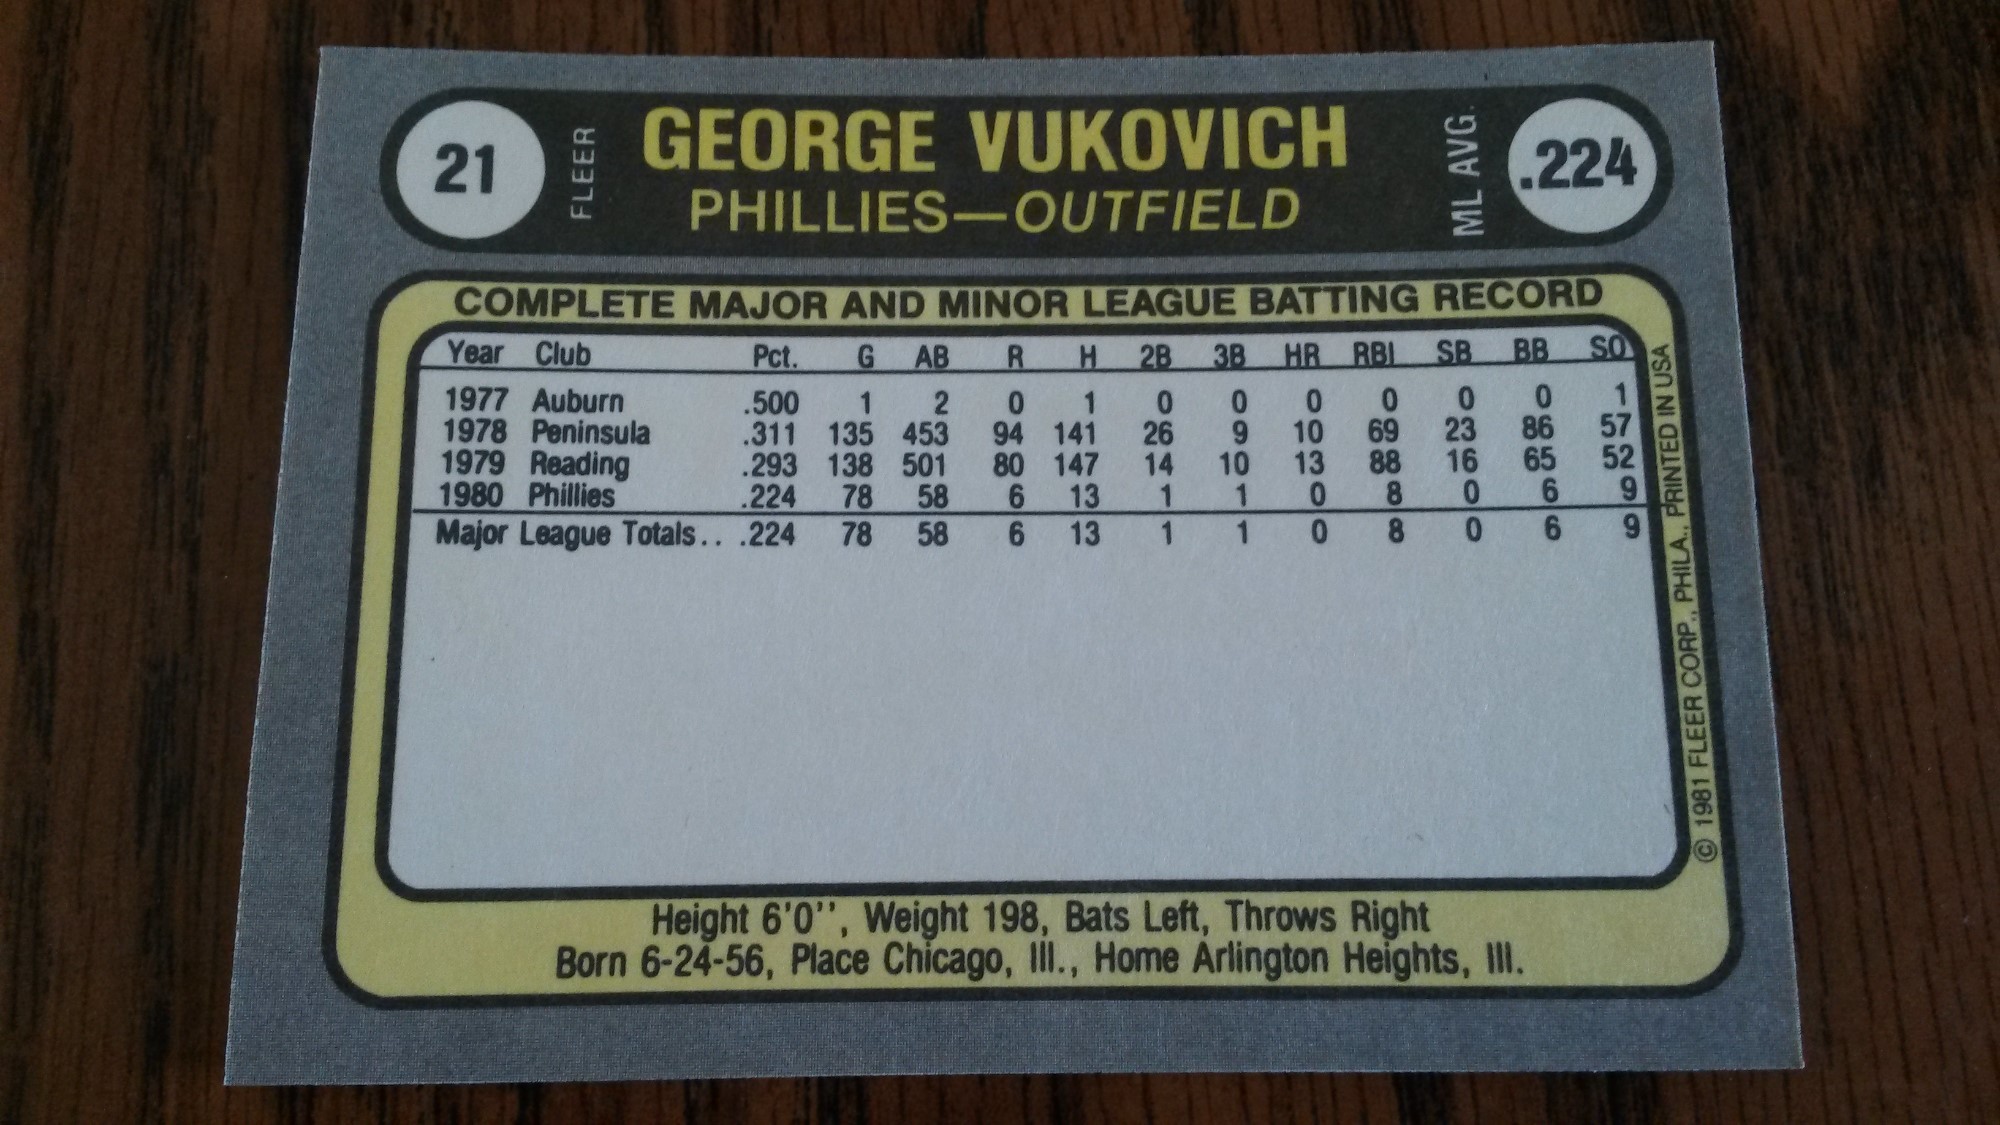 21 FLEER GEORGE VUKOVICH ML AVG. .224
PHILLIES—OUTFIELD
COMPLETE MAJOR AND MINOR LEAGUE BATTING RECORD
Year Club Pct. G AB R H 2B 3B HR RBI SB BB SO
1977 Auburn .500 1 2 0 1 0 0 0 0 0 0 1
1978 Peninsula .311 135 453 94 141 26 9 10 69 23 86 57
1979 Reading .293 138 501 80 147 14 10 13 88 16 65 52
1980 Phillies .224 78 58 6 13 1 1 0 8 0 6 9
Major League Totals.. .224 78 58 6 13 1 1 0 8 0 6 9
© 1981 FLEER CORP., PHILA., PRINTED IN USA
Height 6'0'', Weight 198, Bats Left, Throws Right
Born 6-24-56, Place Chicago, Ill., Home Arlington Heights, Ill.